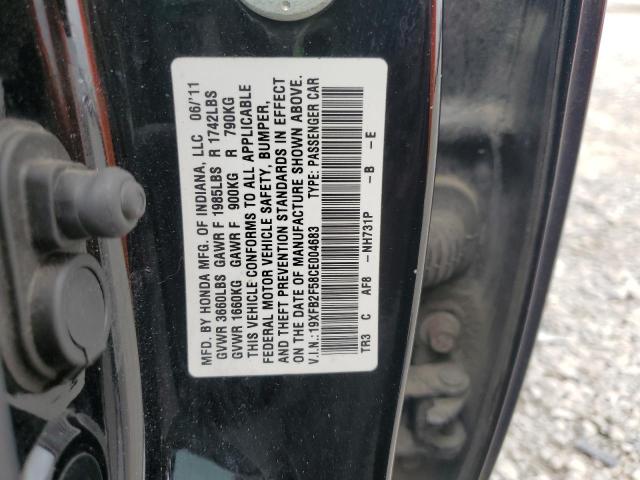 MFD. BY HONDA MFG. OF INDIANA, LLC 06/'11
GVWR 3660LBS GAWR F 1985LBS R 1742LBS
GVWR 1660KG GAWR F 900KG R 790KG
THIS VEHICLE CONFORMS TO ALL APPLICABLE
FEDERAL MOTOR VEHICLE SAFETY, BUMPER,
AND THEFT PREVENTION STANDARDS IN EFFECT
ON THE DATE OF MANUFACTURE SHOWN ABOVE.
V.I.N.: 19XFB2F58CE004683 TYPE: PASSENGER CAR
TR3 C AF8 -NH731P -B -E